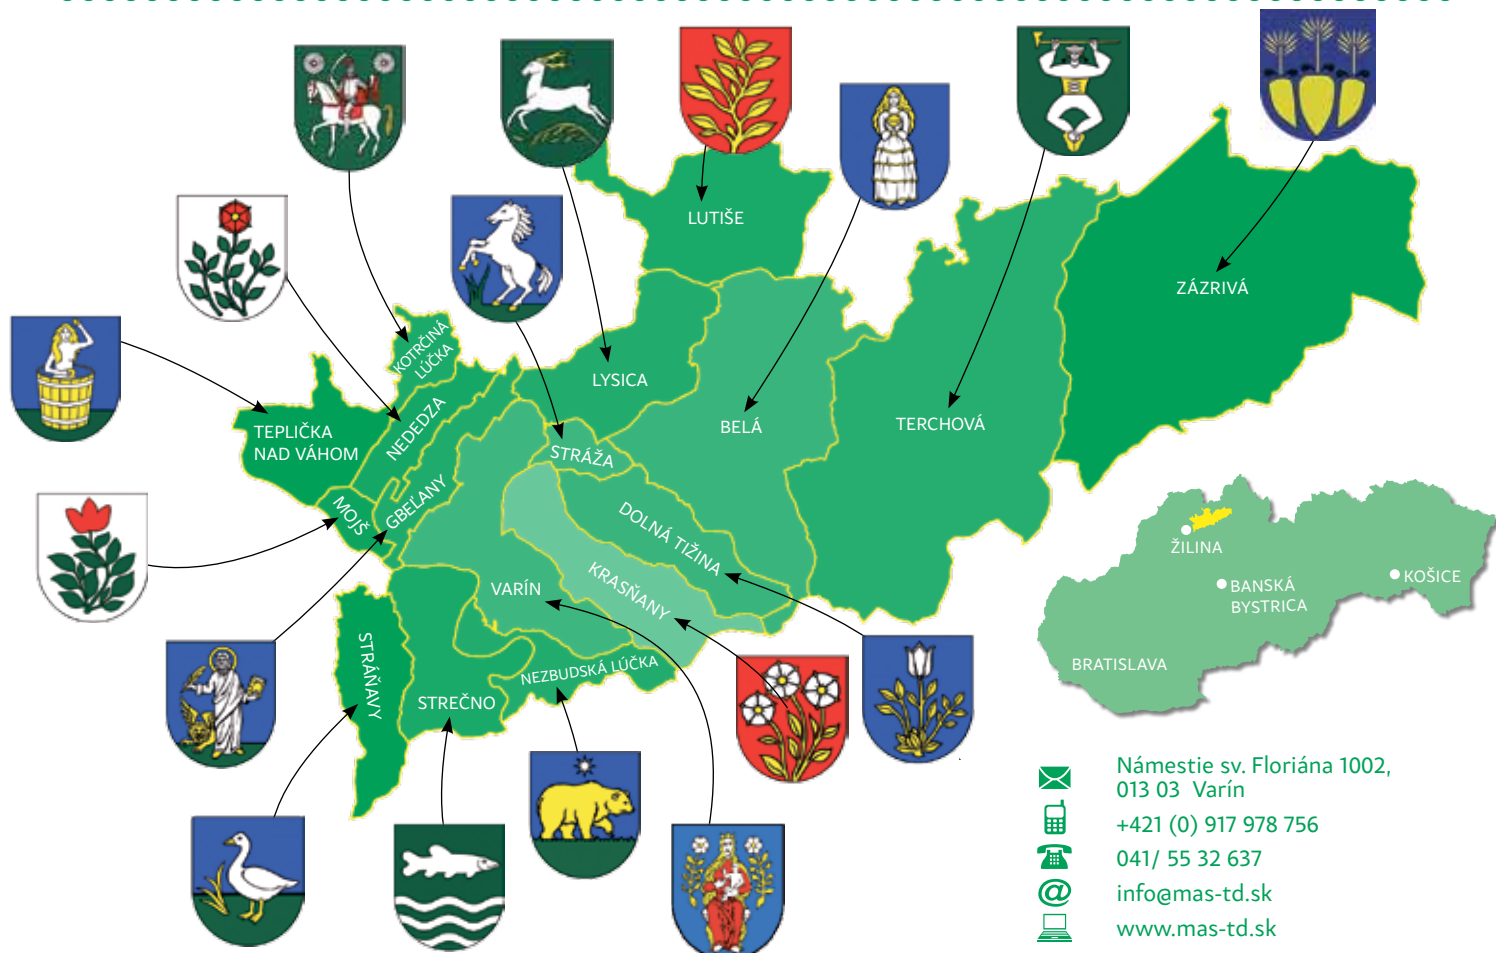 LUTIŠE
ZÁZRIVÁ
KOTRČINÁ
LÚČKA
LYSICA
BELÁ
TERCHOVÁ
TEPLIČKA
NAD VÁHOM
NEDEDZA
STRÁŽA
MOJŠ
GBEĽANY
DOLNÁ TIŽINA
KRASŇANY
VARÍN
STRÁŇAVY
NEZBUDSKÁ LÚČKA
STREČNO
ŽILINA
BANSKÁ
BYSTRICA
KOŠICE
BRATISLAVA
Námestie sv. Floriána 1002,
013 03 Varín
+421 (0) 917 978 756
041/ 55 32 637
info@mas-td.sk
www.mas-td.sk